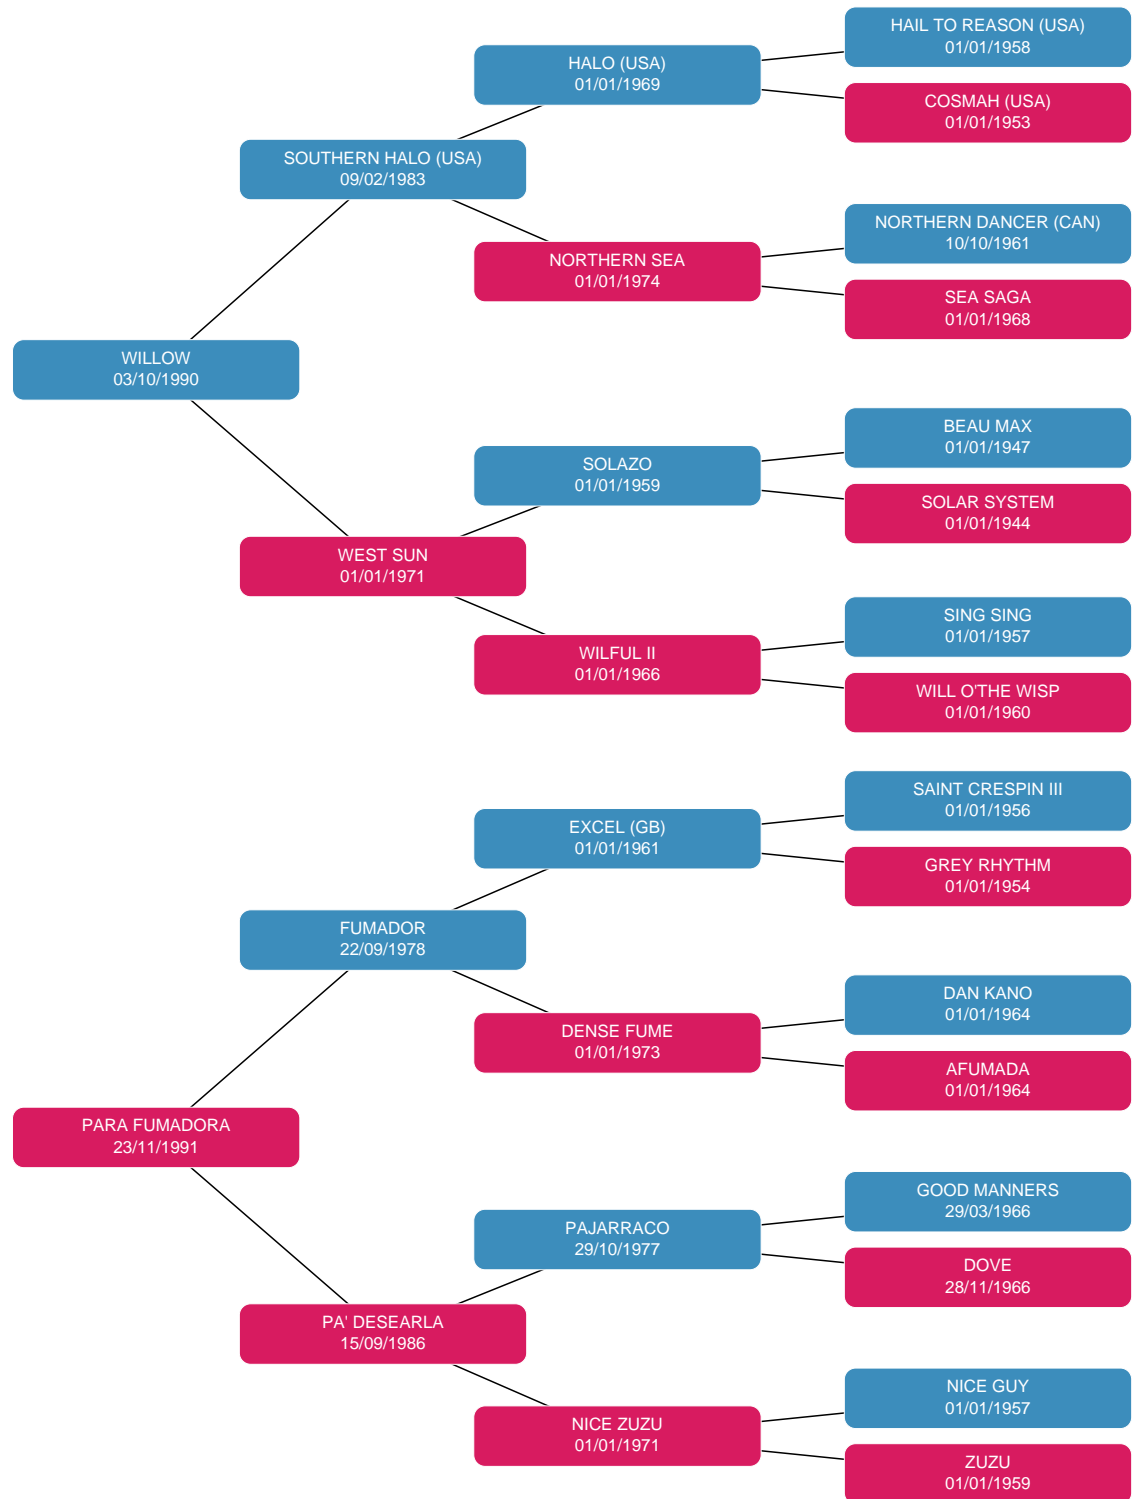 HAIL TO REASON (USA)
01/01/1958
HALO (USA)
01/01/1969
COSMAH (USA)
01/01/1953
SOUTHERN HALO (USA)
09/02/1983
NORTHERN DANCER (CAN)
10/10/1961
NORTHERN SEA
01/01/1974
SEA SAGA
01/01/1968
WILLOW
03/10/1990
BEAU MAX
01/01/1947
SOLAZO
01/01/1959
SOLAR SYSTEM
01/01/1944
WEST SUN
01/01/1971
SING SING
01/01/1957
WILFUL II
01/01/1966
WILL O'THE WISP
01/01/1960
SAINT CRESPIN III
01/01/1956
EXCEL (GB)
01/01/1961
GREY RHYTHM
01/01/1954
FUMADOR
22/09/1978
DAN KANO
01/01/1964
DENSE FUME
01/01/1973
AFUMADA
01/01/1964
PARA FUMADORA
23/11/1991
GOOD MANNERS
29/03/1966
PAJARRACO
29/10/1977
DOVE
28/11/1966
PA' DESEARLA
15/09/1986
NICE GUY
01/01/1957
NICE ZUZU
01/01/1971
ZUZU
01/01/1959